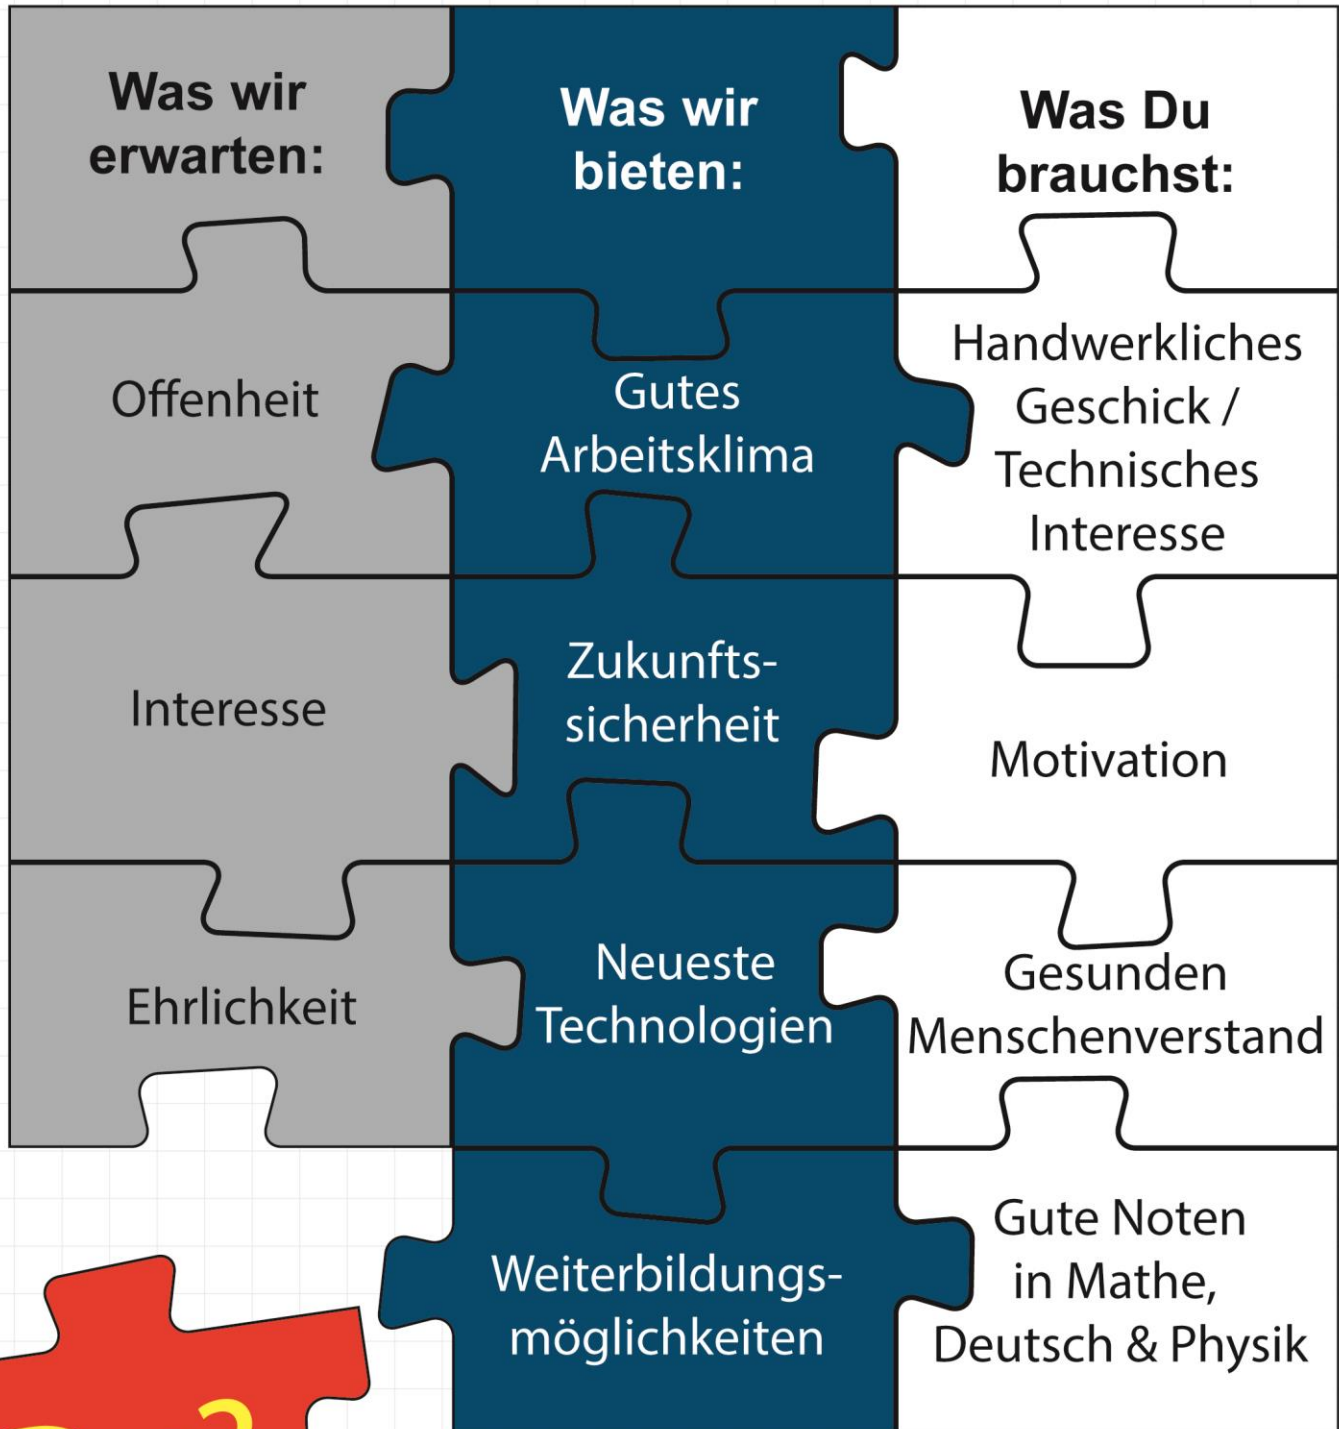 Was wir
erwarten:
Offenheit
Interesse
Ehrlichkeit
Was wir
bieten:
Gutes
Arbeitsklima
Zukunfts-
sicherheit
Neueste
Technologien
Weiterbildungs-
möglichkeiten
Was Du
brauchst:
Handwerkliches
Geschick /
Technisches
Interesse
Motivation
Gesunden
Menschenverstand
Gute Noten
in Mathe,
Deutsch & Physik